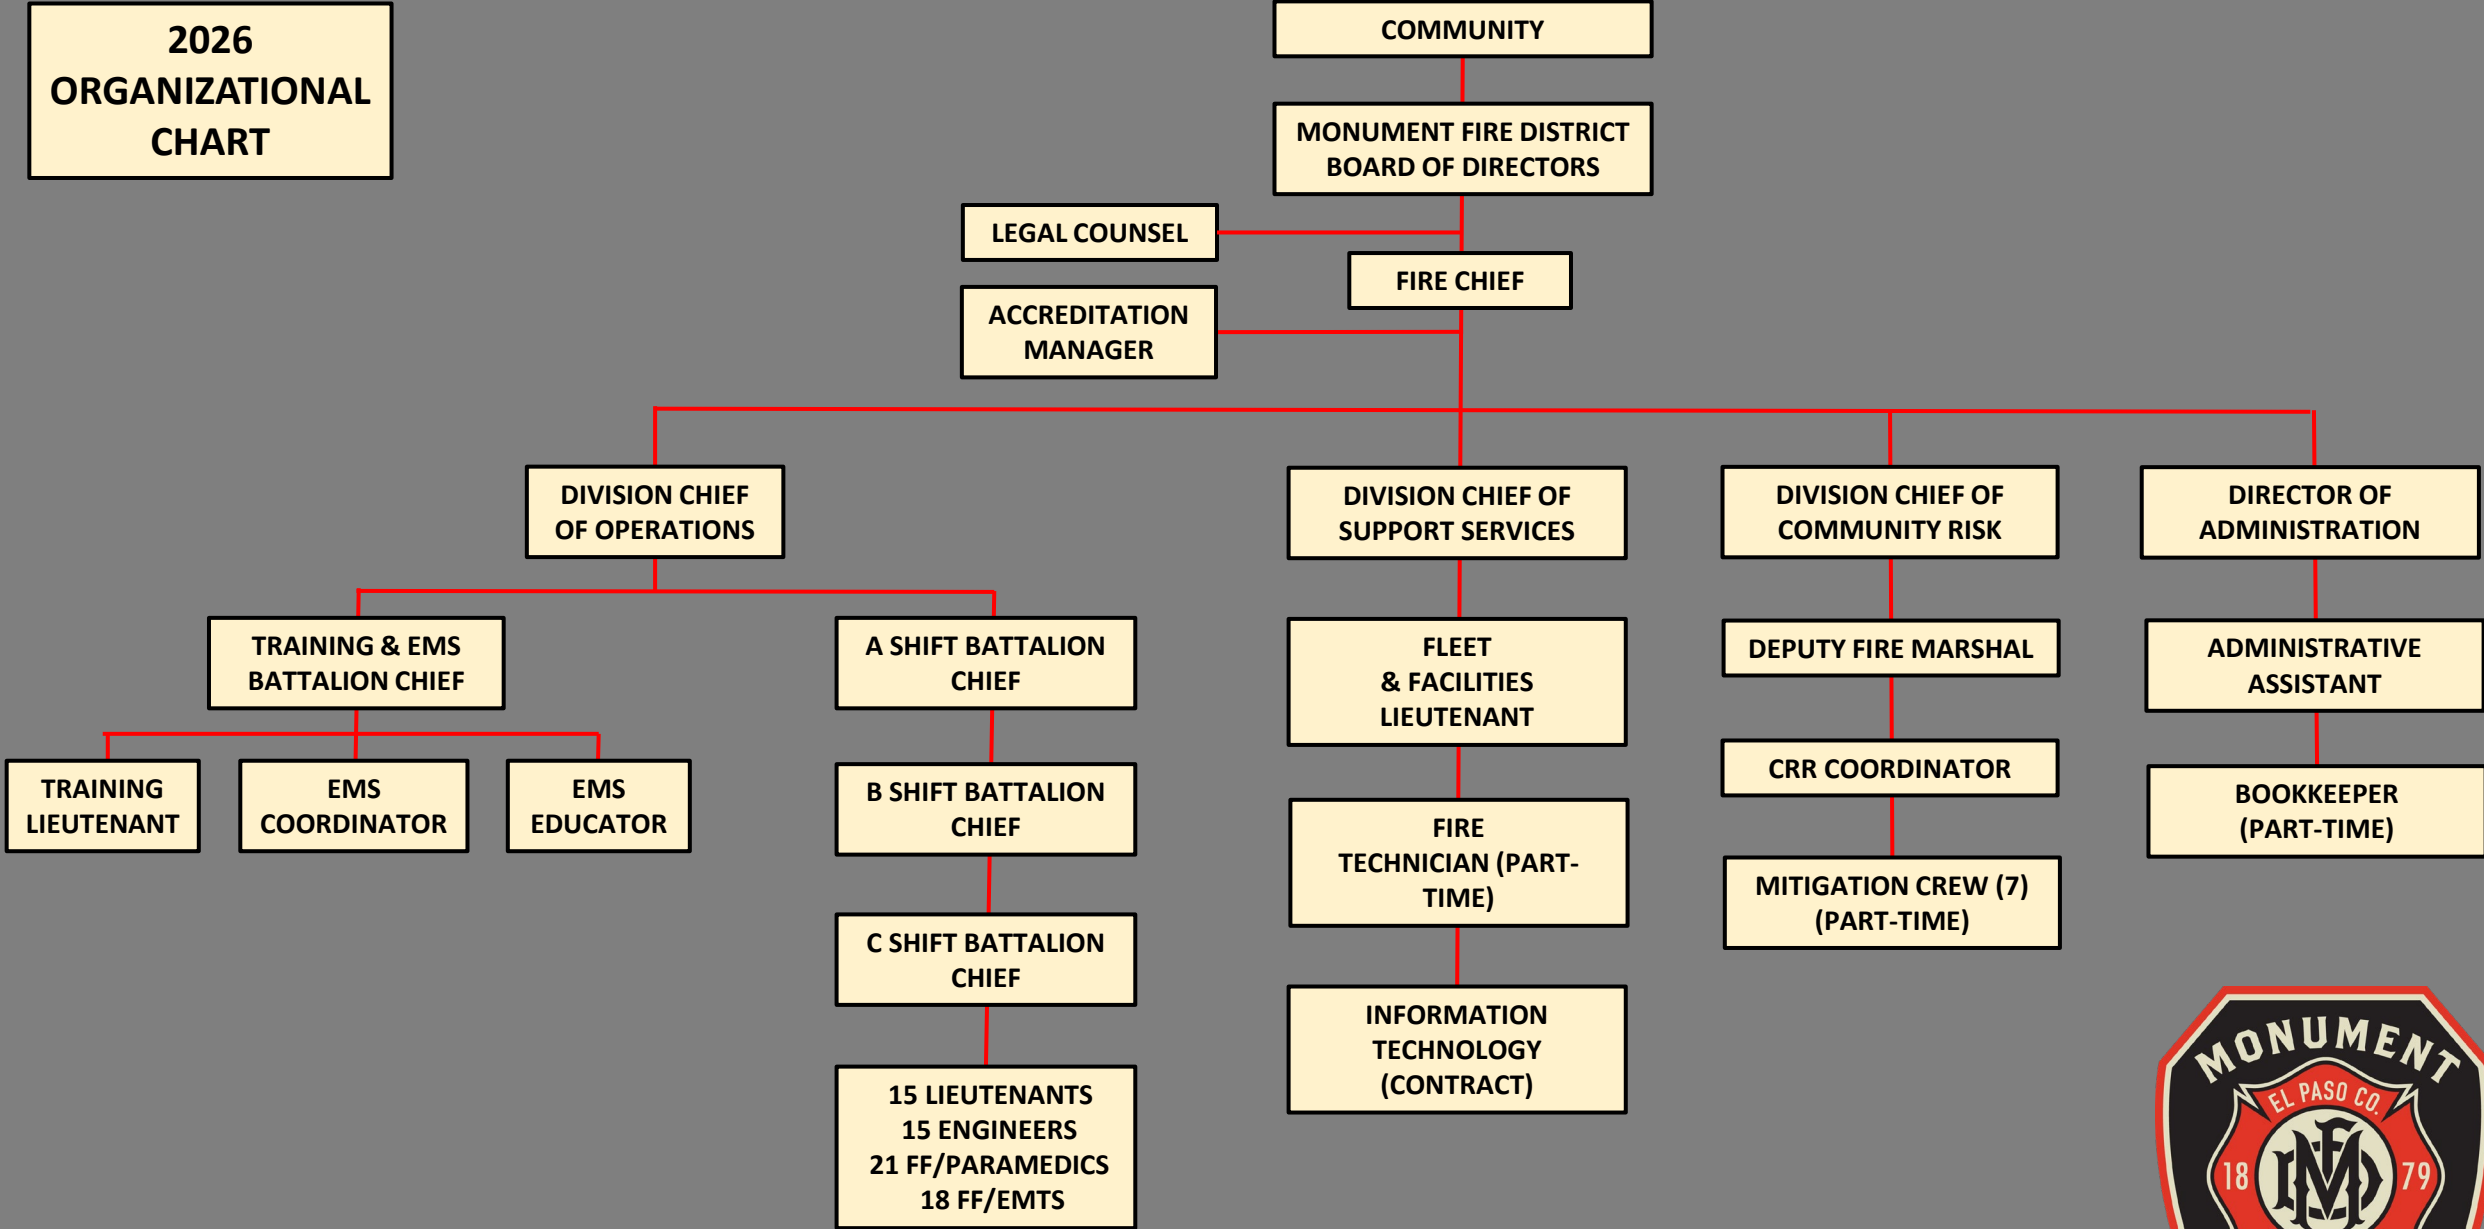 2026
ORGANIZATIONAL
CHART
COMMUNITY
MONUMENT FIRE DISTRICT
BOARD OF DIRECTORS
LEGAL COUNSEL
FIRE CHIEF
ACCREDITATION
MANAGER
DIVISION CHIEF
OF OPERATIONS
DIVISION CHIEF OF
SUPPORT SERVICES
DIVISION CHIEF OF
COMMUNITY RISK
DIRECTOR OF
ADMINISTRATION
TRAINING & EMS
BATTALION CHIEF
A SHIFT BATTALION
CHIEF
FLEET
& FACILITIES
LIEUTENANT
DEPUTY FIRE MARSHAL
ADMINISTRATIVE
ASSISTANT
TRAINING
LIEUTENANT
EMS
COORDINATOR
EMS
EDUCATOR
B SHIFT BATTALION
CHIEF
FIRE
TECHNICIAN (PART-
TIME)
CRR COORDINATOR
BOOKKEEPER
(PART-TIME)
C SHIFT BATTALION
CHIEF
MITIGATION CREW (7)
(PART-TIME)
INFORMATION
TECHNOLOGY
(CONTRACT)
15 LIEUTENANTS
15 ENGINEERS
21 FF/PARAMEDICS
18 FF/EMTS
MONUMENT
EL PASO CO.
18 MFD 79